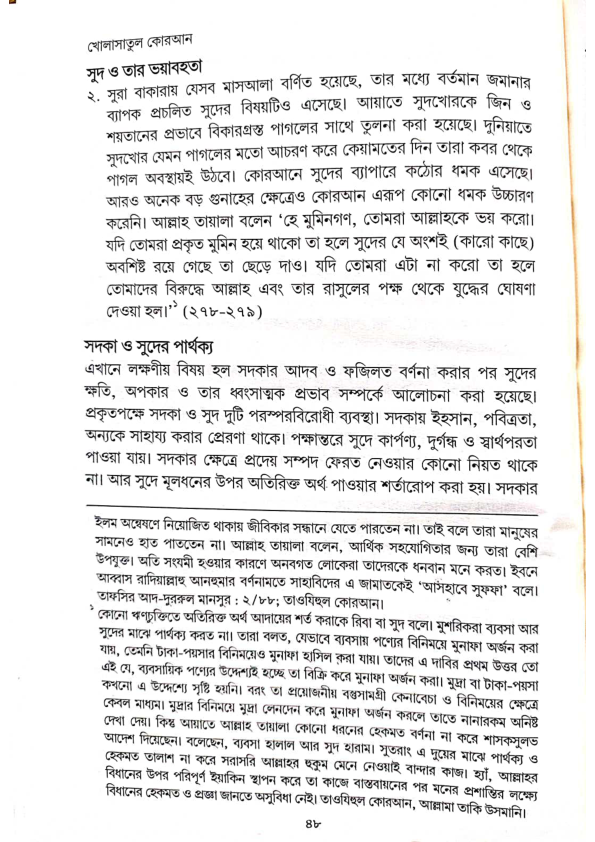 খোলাসাতুল কোরআন
সুদ ও তার ভয়াবহতা
২. সুরা বাকারায় যেসব মাসআলা বর্ণিত হয়েছে, তার মধ্যে বর্তমান জমানার
ব্যাপক প্রচলিত সুদের বিষয়টিও এসেছে। আয়াতে সুদখোরকে জিন ও
শয়তানের প্রভাবে বিকারগ্রস্ত পাগলের সাথে তুলনা করা হয়েছে। দুনিয়াতে
সুদখোর যেমন পাগলের মতো আচরণ করে কেয়ামতের দিন তারা কবর থেকে
পাগল অবস্থায়ই উঠবে। কোরআনে সুদের ব্যাপারে কঠোর ধমক এসেছে।
আরও অনেক বড় গুনাহের ক্ষেত্রেও কোরআন এরূপ কোনো ধমক উচ্চারণ
করেনি। আল্লাহ তায়ালা বলেন ‘হে মুমিনগণ, তোমরা আল্লাহকে ভয় করো।
যদি তোমরা প্রকৃত মুমিন হয়ে থাকো তা হলে সুদের যে অংশই (কারো কাছে)
অবশিষ্ট রয়ে গেছে তা ছেড়ে দাও। যদি তোমরা এটা না করো তা হলে
তোমাদের বিরুদ্ধে আল্লাহ এবং তার রাসুলের পক্ষ থেকে যুদ্ধের ঘোষণা
দেওয়া হল।’১ (২৭৮-২৭৯)
সদকা ও সুদের পার্থক্য
এখানে লক্ষণীয় বিষয় হল সদকার আদব ও ফজিলত বর্ণনা করার পর সুদের
ক্ষতি, অপকার ও তার ধ্বংসাত্মক প্রভাব সম্পর্কে আলোচনা করা হয়েছে।
প্রকৃতপক্ষে সদকা ও সুদ দুটি পরস্পরবিরোধী ব্যবস্থা। সদকায় ইহসান, পবিত্রতা,
অন্যকে সাহায্য করার প্রেরণা থাকে। পক্ষান্তরে সুদে কার্পণ্য, দুর্গন্ধ ও স্বার্থপরতা
পাওয়া যায়। সদকার ক্ষেত্রে প্রদেয় সম্পদ ফেরত নেওয়ার কোনো নিয়ত থাকে
না। আর সুদে মূলধনের উপর অতিরিক্ত অর্থ পাওয়ার শর্তারোপ করা হয়। সদকার
ইলম অন্বেষণে নিয়োজিত থাকায় জীবিকার সন্ধানে যেতে পারতেন না। তাই বলে তারা মানুষের
সামনেও হাত পাততেন না। আল্লাহ তায়ালা বলেন, আর্থিক সহযোগিতার জন্য তারা বেশি
উপযুক্ত। অতি সংযমী হওয়ার কারণে অনবগত লোকেরা তাদেরকে ধনবান মনে করত। ইবনে
আব্বাস রাদিয়াল্লাহু আনহুমার বর্ণনামতে সাহাবিদের এ জামাতকেই ‘আসহাবে সুফফা’ বলে।
তাফসির আদ-দুররুল মানসুর : ২/৮৮; তাওযিহুল কোরআন।
১ কোনো ঋণচুক্তিতে অতিরিক্ত অর্থ আদায়ের শর্ত করাকে রিবা বা সুদ বলে। মুশরিকরা ব্যবসা আর
সুদের মাঝে পার্থক্য করত না। তারা বলত, যেভাবে ব্যবসায় পণ্যের বিনিময়ে মুনাফা অর্জন করা
যায়, তেমনি টাকা-পয়সার বিনিময়েও মুনাফা হাসিল করা যায়। তাদের এ দাবির প্রথম উত্তর তো
এই যে, ব্যবসায়িক পণ্যের উদ্দেশ্যই হচ্ছে তা বিক্রি করে মুনাফা অর্জন করা। মুদ্রা বা টাকা-পয়সা
কখনো এ উদ্দেশ্যে সৃষ্টি হয়নি। বরং তা প্রয়োজনীয় বস্তুসামগ্রী কেনাবেচা ও বিনিময়ের ক্ষেত্রে
কেবল মাধ্যম। মুদ্রার বিনিময়ে মুদ্রা লেনদেন করে মুনাফা অর্জন করলে তাতে নানারকম অনিষ্ট
দেখা দেয়। কিন্তু আয়াতে আল্লাহ তায়ালা কোনো ধরনের হেকমত বর্ণনা না করে শাসকসুলভ
আদেশ দিয়েছেন। বলেছেন, ব্যবসা হালাল আর সুদ হারাম। সুতরাং এ দুয়ের মাঝে পার্থক্য ও
হেকমত তালাশ না করে সরাসরি আল্লাহর হুকুম মেনে নেওয়াই বান্দার কাজ। হ্যাঁ, আল্লাহর
বিধানের উপর পরিপূর্ণ ইয়াকিন স্থাপন করে তা কাজে বাস্তবায়নের পর মনের প্রশান্তির লক্ষ্যে
বিধানের হেকমত ও প্রজ্ঞা জানতে অসুবিধা নেই। তাওযিহুল কোরআন, আল্লামা তাকি উসমানি।
৪৮